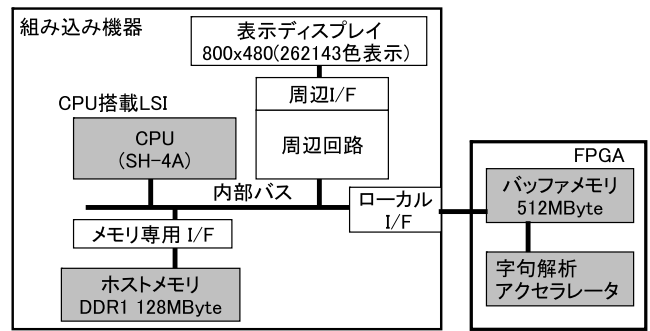 組み込み機器
表示ディスプレイ
800x480(262143色表示)
周辺I/F
周辺回路
CPU搭載LSI
CPU
(SH-4A)
内部バス
ローカル
I/F
メモリ専用 I/F
ホストメモリ
DDR1 128MByte
FPGA
バッファメモリ
512MByte
字句解析
アクセラレータ